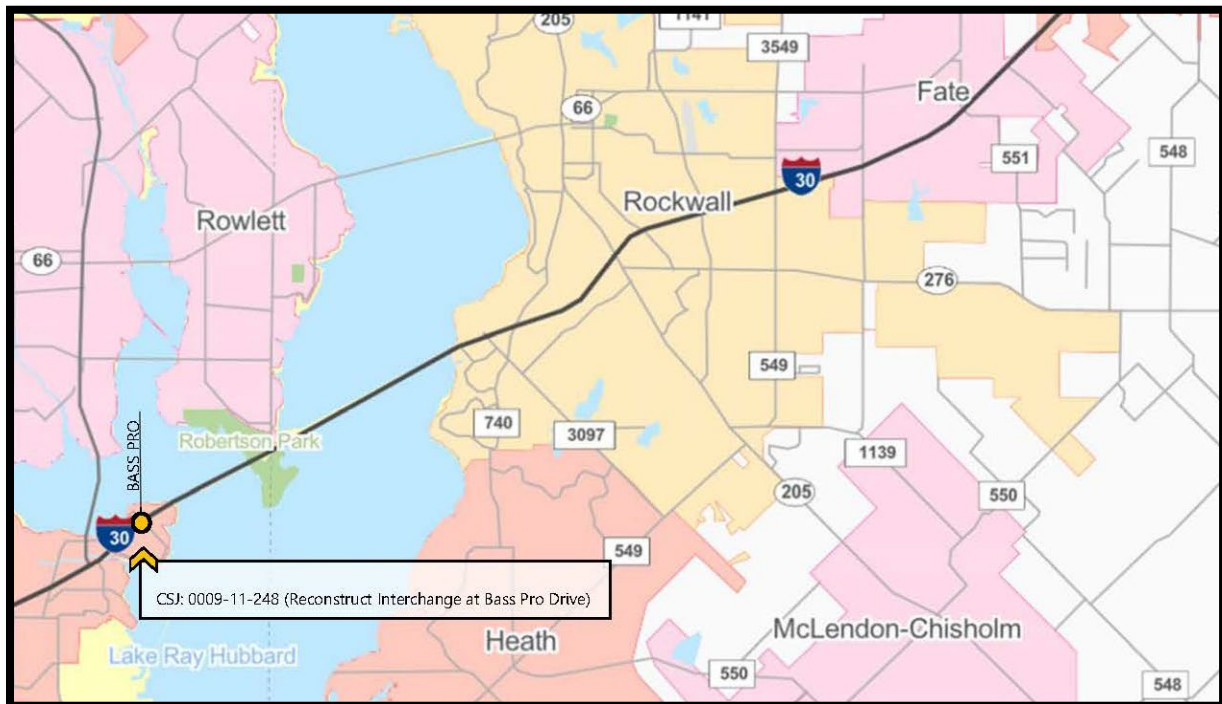 205
1141
3549
66
Fate
30
551
548
Rockwall
Rowlett
66
276
549
740
3097
Robertson Park
BASS PRO
1139
205
550
30
549
CSJ: 0009-11-248 (Reconstruct Interchange at Bass Pro Drive)
McLendon-Chisholm
Heath
Lake Ray Hubbard
550
548